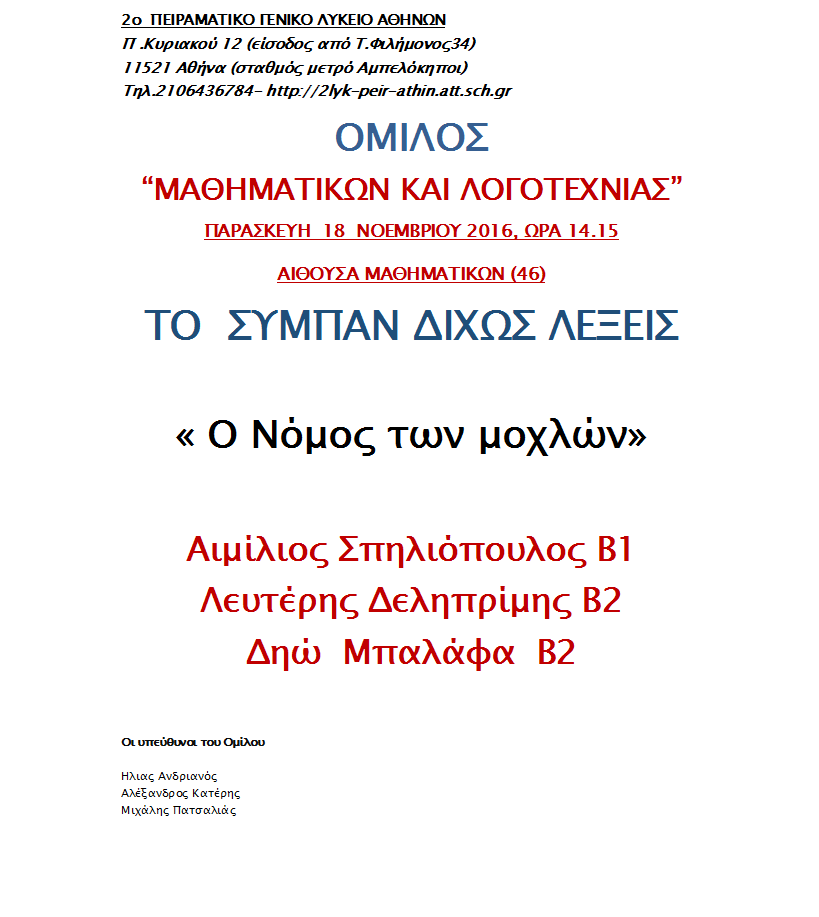 2ο ΠΕΙΡΑΜΑΤΙΚΟ ΓΕΝΙΚΟ ΛΥΚΕΙΟ ΑΘΗΝΩΝ
Π .Κυριακού 12 (είσοδος από Τ.Φιλήμονος34)
11521 Αθήνα (σταθμός μετρό Αμπελόκηποι)
Τηλ.2106436784- http://2lyk-peir-athin.att.sch.gr
ΟΜΙΛΟΣ
“ΜΑΘΗΜΑΤΙΚΩΝ ΚΑΙ ΛΟΓΟΤΕΧΝΙΑΣ”
ΠΑΡΑΣΚΕΥΗ 18 ΝΟΕΜΒΡΙΟΥ 2016, ΩΡΑ 14.15
ΑΙΘΟΥΣΑ ΜΑΘΗΜΑΤΙΚΩΝ (46)
ΤΟ ΣΥΜΠΑΝ ΔΙΧΩΣ ΛΕΞΕΙΣ
« Ο Νόμος των μοχλών»
Αιμίλιος Σπηλιόπουλος Β1
Λευτέρης Δεληπρίμης Β2
Δηώ Μπαλάφα Β2
Οι υπεύθυνοι του Ομίλου
Ηλιας Ανδριανός
Αλέξανδρος Κατέρης
Μιχάλης Πατσαλιάς